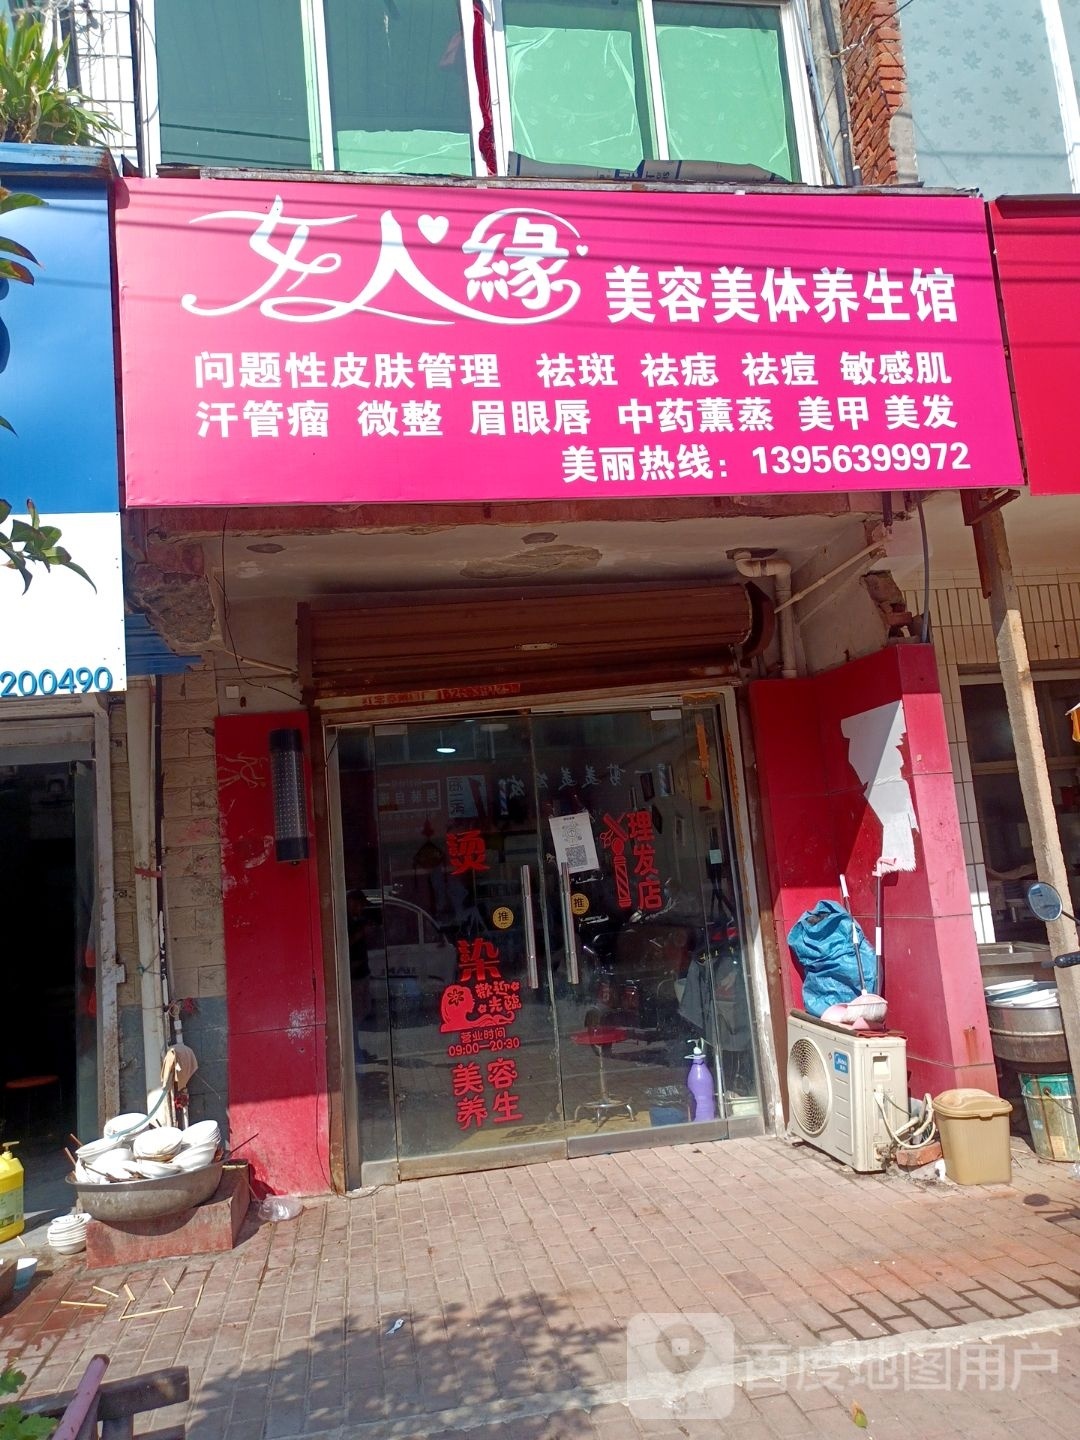 女人緣 美容美体养生馆
问题性皮肤管理 祛斑 祛痣 祛痘 敏感肌
汗管瘤 微整 眉眼唇 中药薰蒸 美甲 美发
美丽热线：13956399972
200490
烫
染
理发店
推
推
歡迎
光臨
营业时间
09:00—20:30
美容
养生
百度地图用户